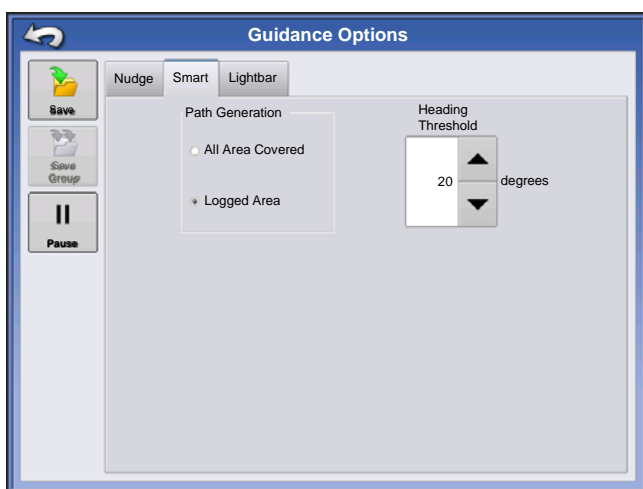 Guidance Options
Save
Save
Group
Pause
Nudge
Smart
Lightbar
Path Generation
All Area Covered
Logged Area
Heading
Threshold
20
degrees